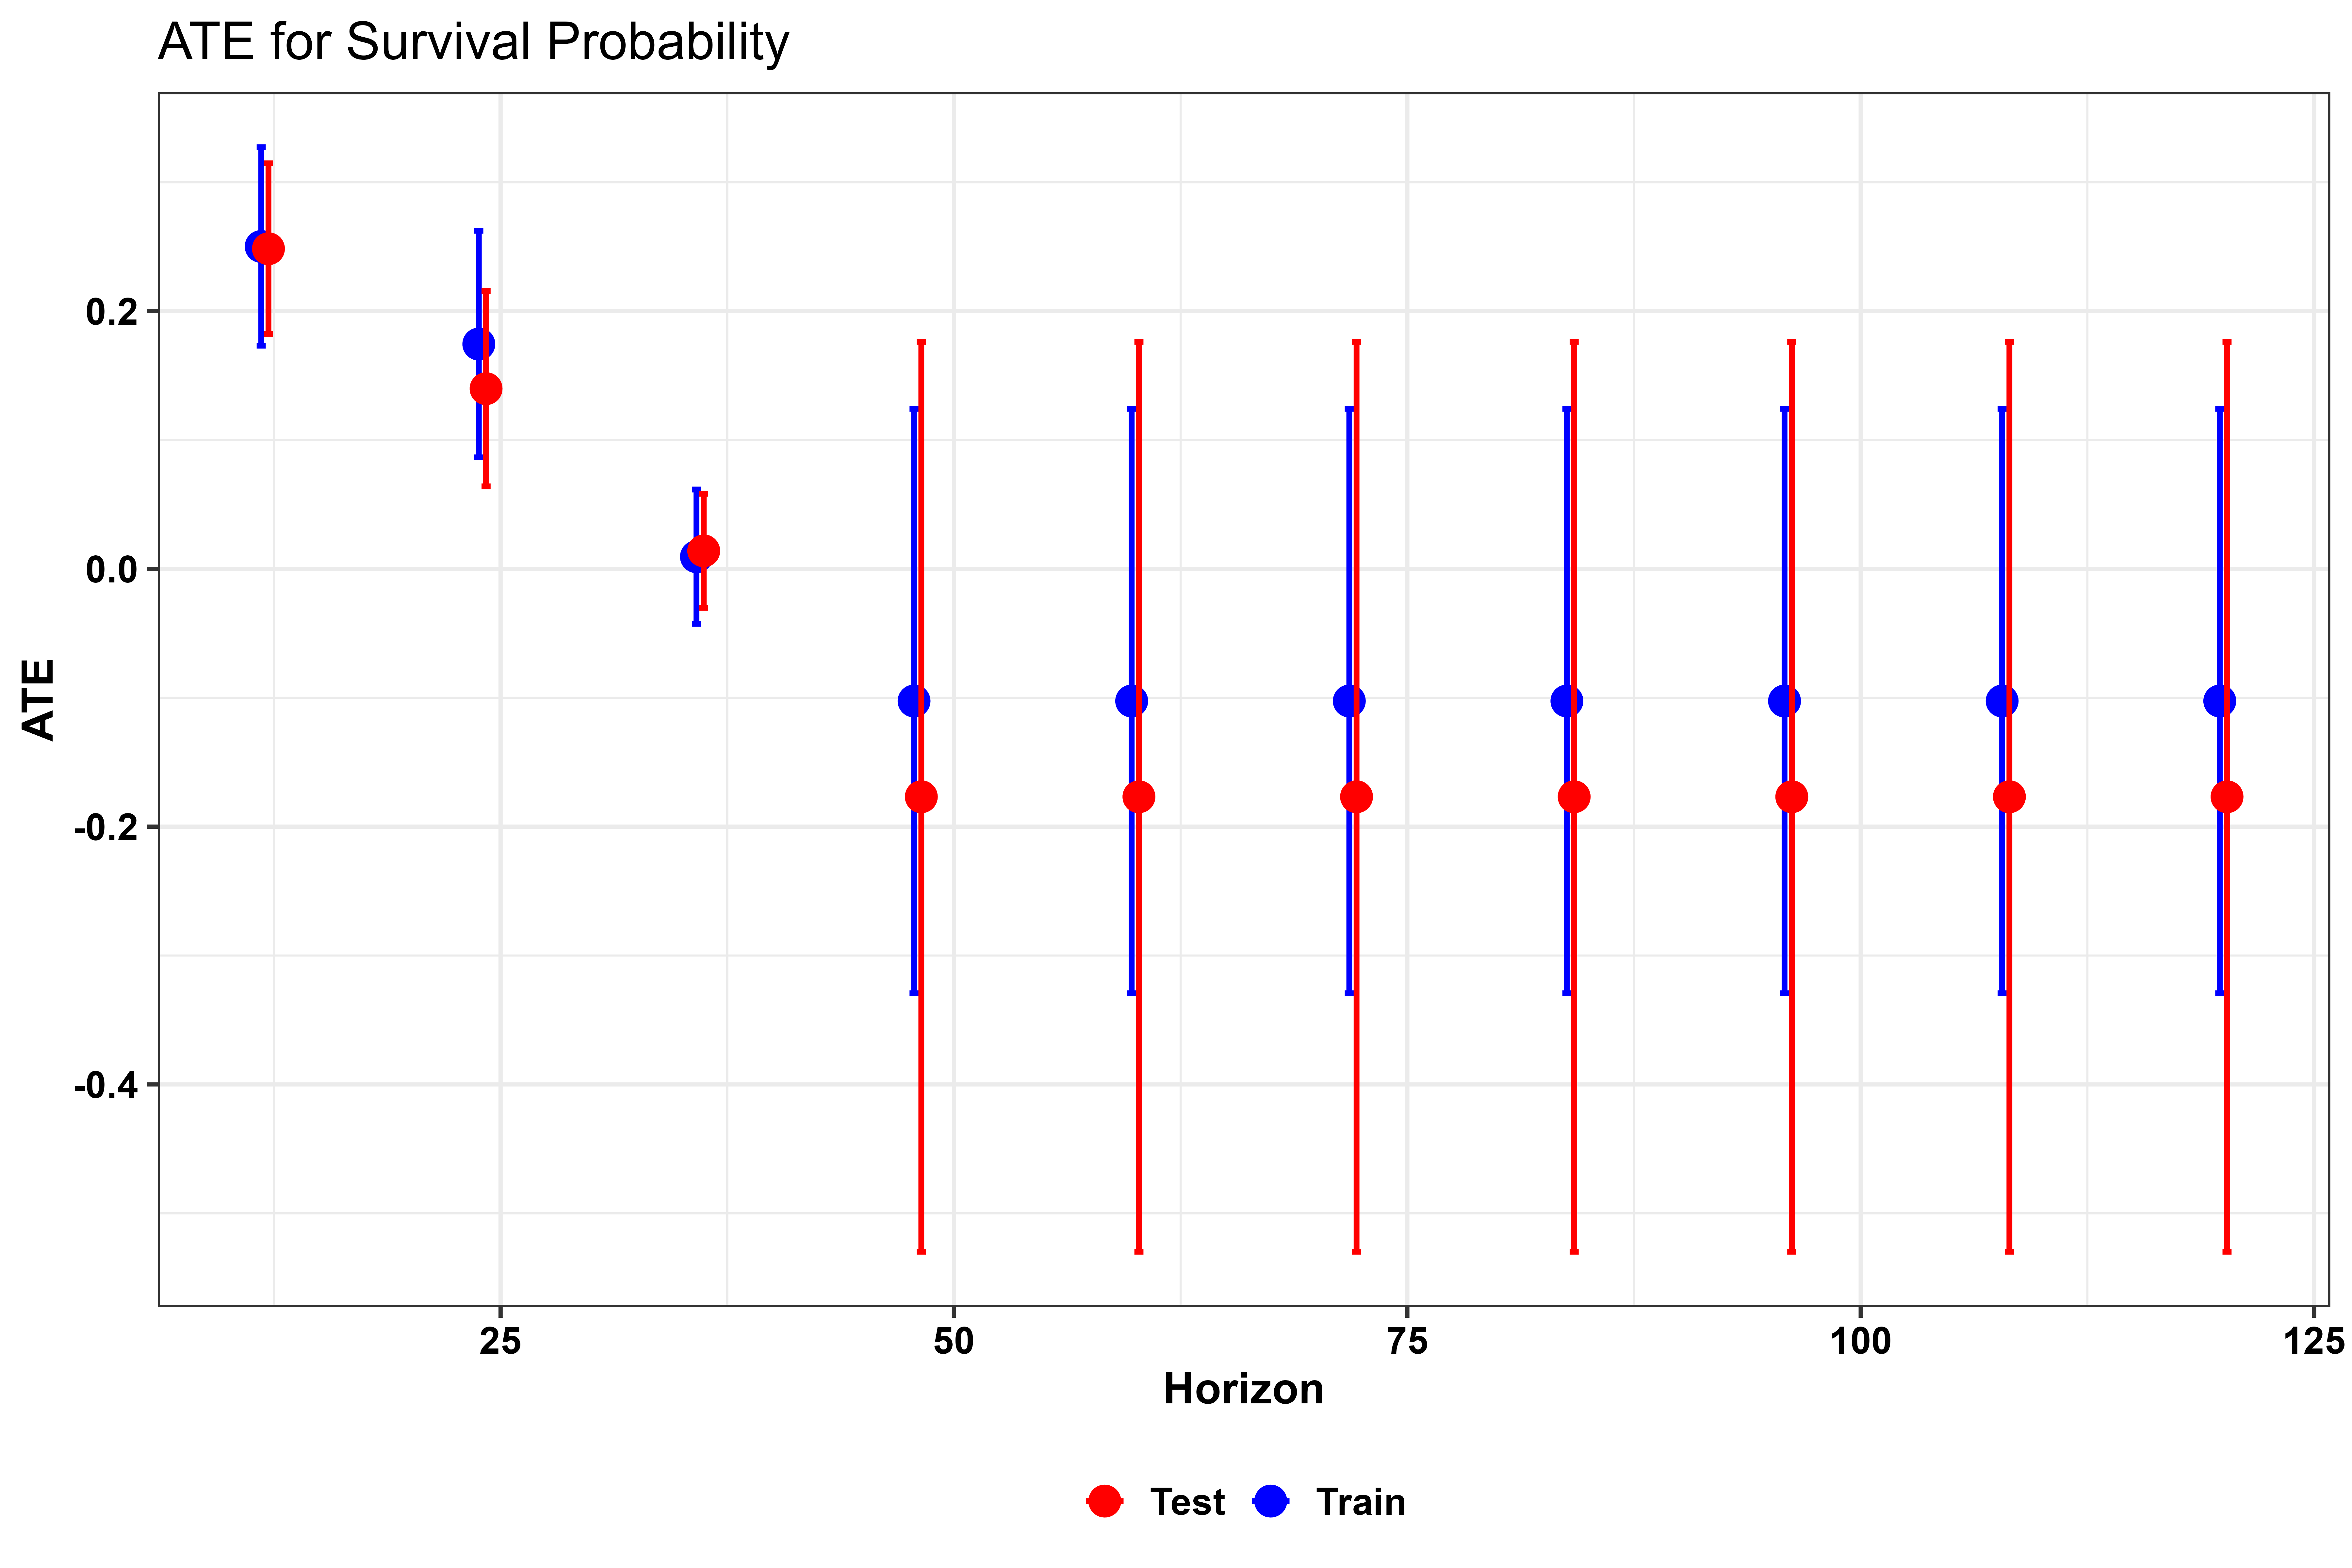 ATE for Survival Probability
0.2
0.0
-0.2
-0.4
ATE
25 50 75 100 125
Horizon
Test Train